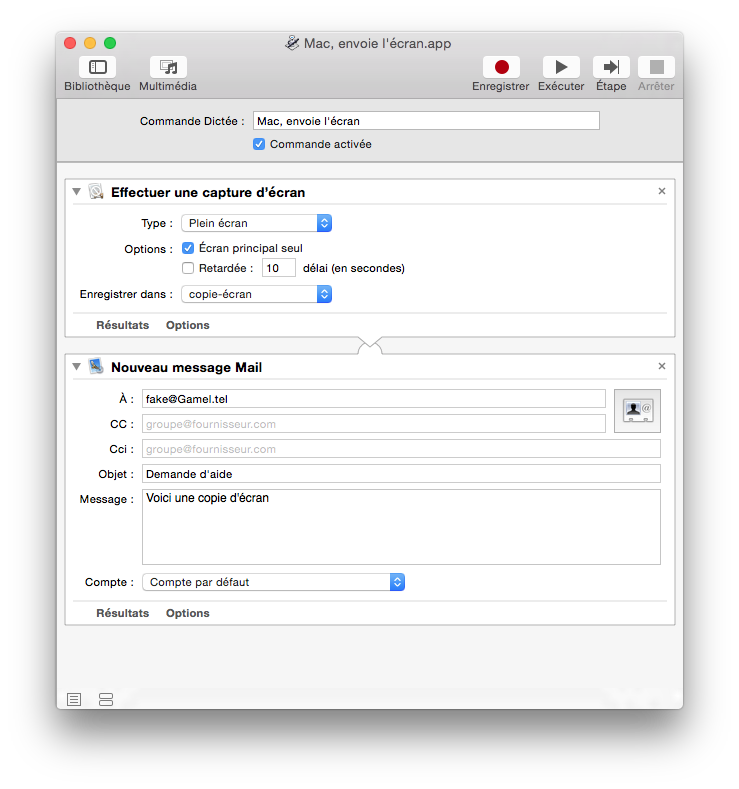 Mac, envoie l'écran.app
Bibliothèque Multimédia Enregistrer Exécuter Étape Arrêter
Commande Dictée : Mac, envoie l'écran
Commande activée
Effectuer une capture d'écran
Type : Plein écran
Options : Écran principal seul
Retardée : 10 délai (en secondes)
Enregistrer dans : copie-écran
Résultats Options
Nouveau message Mail
À : fake@Gamel.tel
CC : groupe@fournisseur.com
Cci : groupe@fournisseur.com
Objet : Demande d'aide
Message : Voici une copie d'écran
Compte : Compte par défaut
Résultats Options